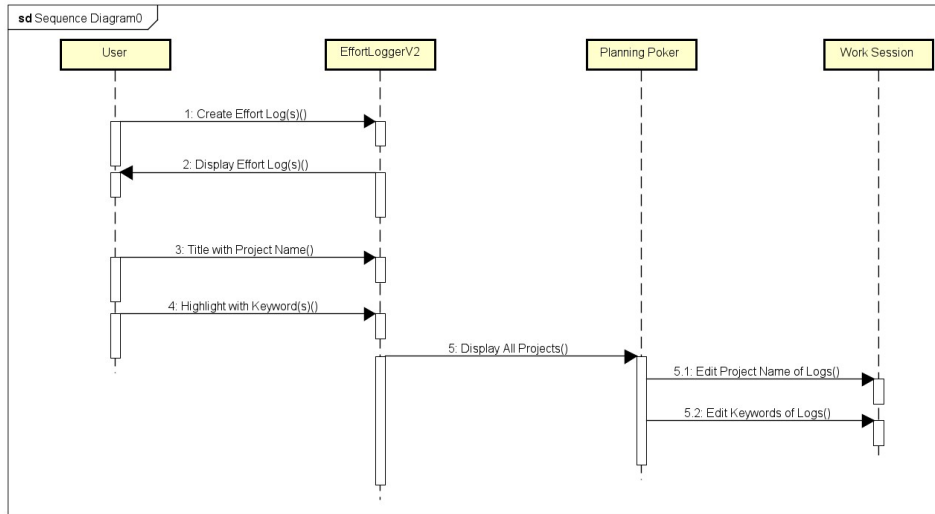 sd Sequence Diagram0
User
EffortLoggerV2
Planning Poker
Work Session
1: Create Effort Log(s)()
2: Display Effort Log(s)()
3: Title with Project Name()
4: Highlight with Keyword(s)()
5: Display All Projects()
5.1: Edit Project Name of Logs()
5.2: Edit Keywords of Logs()